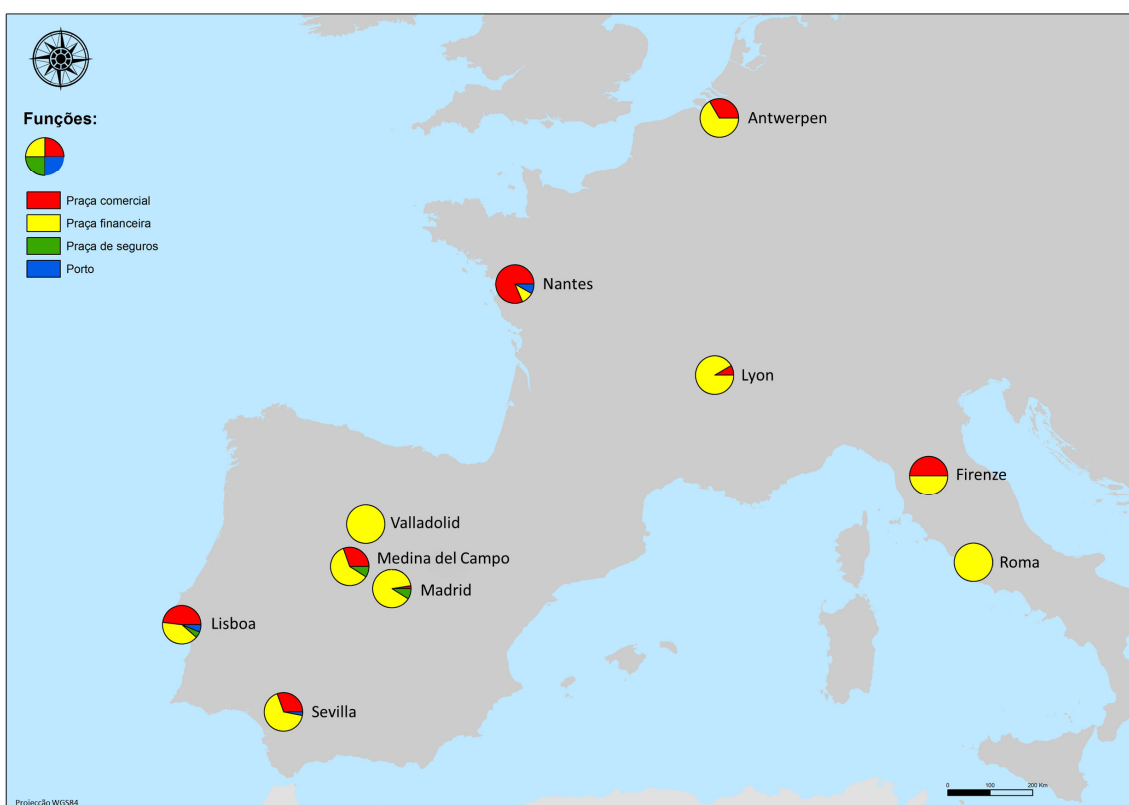 Funções:
Praça comercial
Praça financeira
Praça de seguros
Porto
Antwerpen
Nantes
Lyon
Firenze
Valladolid
Medina del Campo
Roma
Madrid
Lisboa
Sevilla
0 100 200 Km
Projecção WGS84